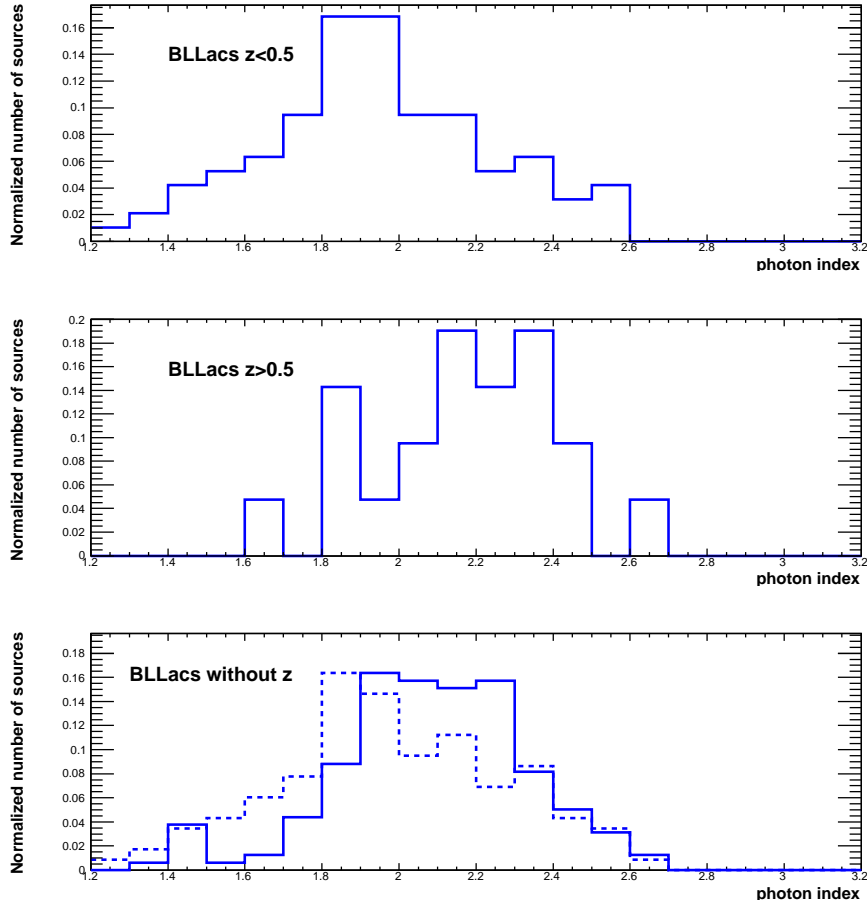 Normalized number of sources
0.16
0.14
0.12
0.1
0.08
0.06
0.04
0.02
0
BLLacs z<0.5
1.2 1.4 1.6 1.8 2 2.2 2.4 2.6 2.8 3 3.2
photon index
Normalized number of sources
0.2
0.18
0.16
0.14
0.12
0.1
0.08
0.06
0.04
0.02
0
BLLacs z>0.5
1.2 1.4 1.6 1.8 2 2.2 2.4 2.6 2.8 3 3.2
photon index
Normalized number of sources
0.18
0.16
0.14
0.12
0.1
0.08
0.06
0.04
0.02
0
BLLacs without z
1.2 1.4 1.6 1.8 2 2.2 2.4 2.6 2.8 3 3.2
photon index